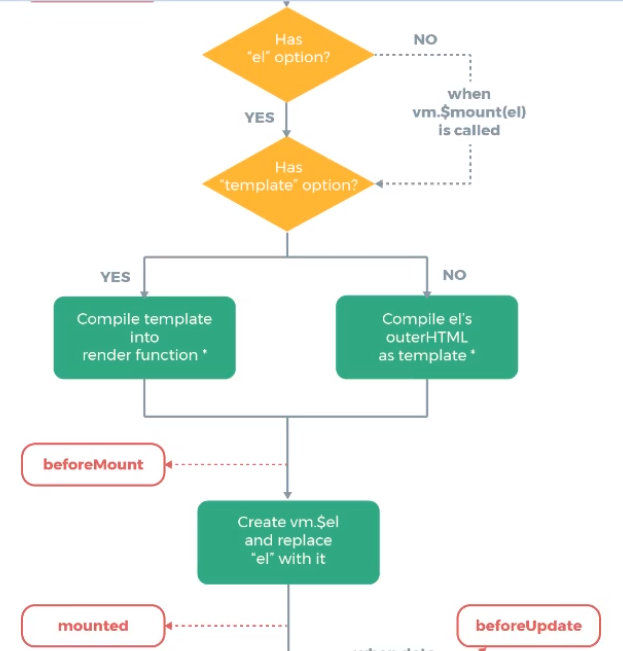 Has
"el" option?
NO
when
vm.$mount(el)
is called
YES
Has
"template" option?
YES
NO
Compile template
into
render function *
Compile el's
outerHTML
as template *
beforeMount
Create vm.$el
and replace
"el" with it
mounted
beforeUpdate